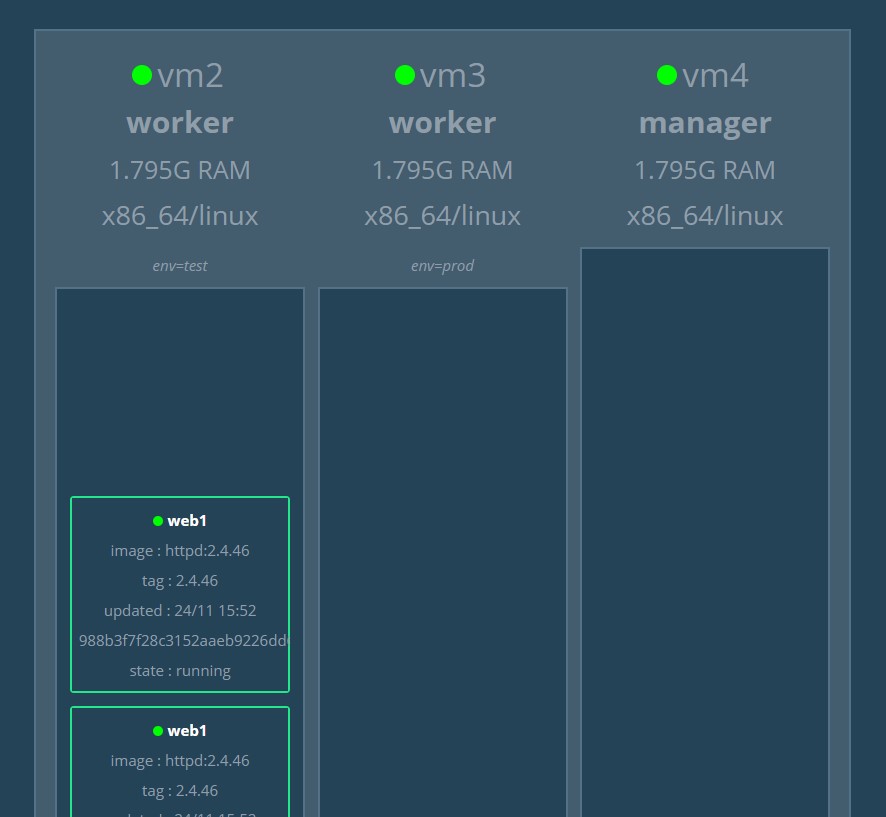 vm2
worker
1.795G RAM
x86_64/linux
env=test
web1
image : httpd:2.4.46
tag : 2.4.46
updated : 24/11 15:52
988b3f7f28c3152aaeb9226dd
state : running
web1
image : httpd:2.4.46
tag : 2.4.46
vm3
worker
1.795G RAM
x86_64/linux
env=prod
vm4
manager
1.795G RAM
x86_64/linux